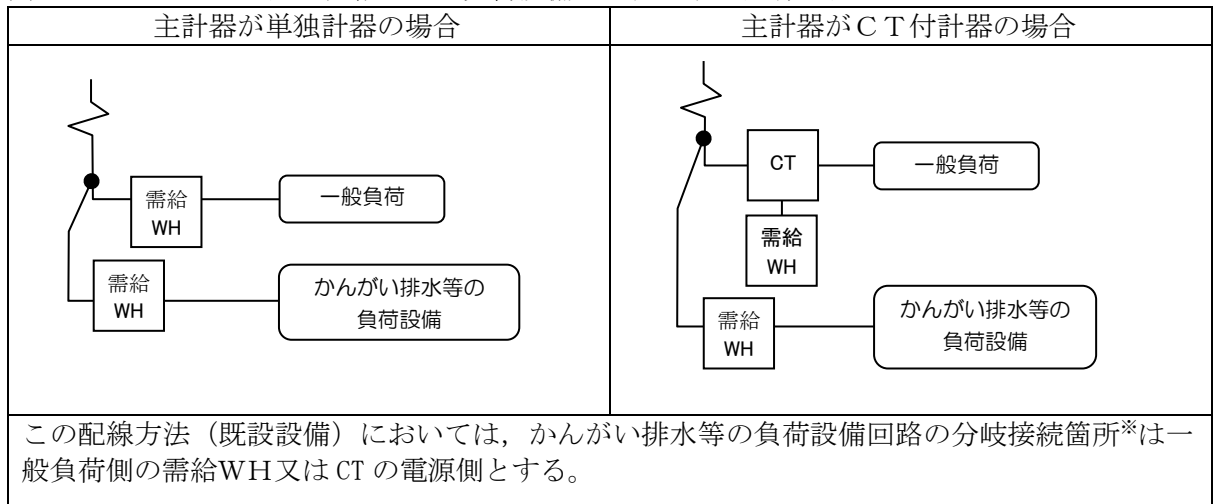 主計器が単独計器の場合
主計器がＣＴ付計器の場合
需給
WH
一般負荷
需給
WH
かんがい排水等の
負荷設備
CT
一般負荷
需給
WH
需給
WH
かんがい排水等の
負荷設備
この配線方法（既設設備）においては，かんがい排水等の負荷設備回路の分岐接続箇所※は一
般負荷側の需給ＷＨ又は CT の電源側とする。